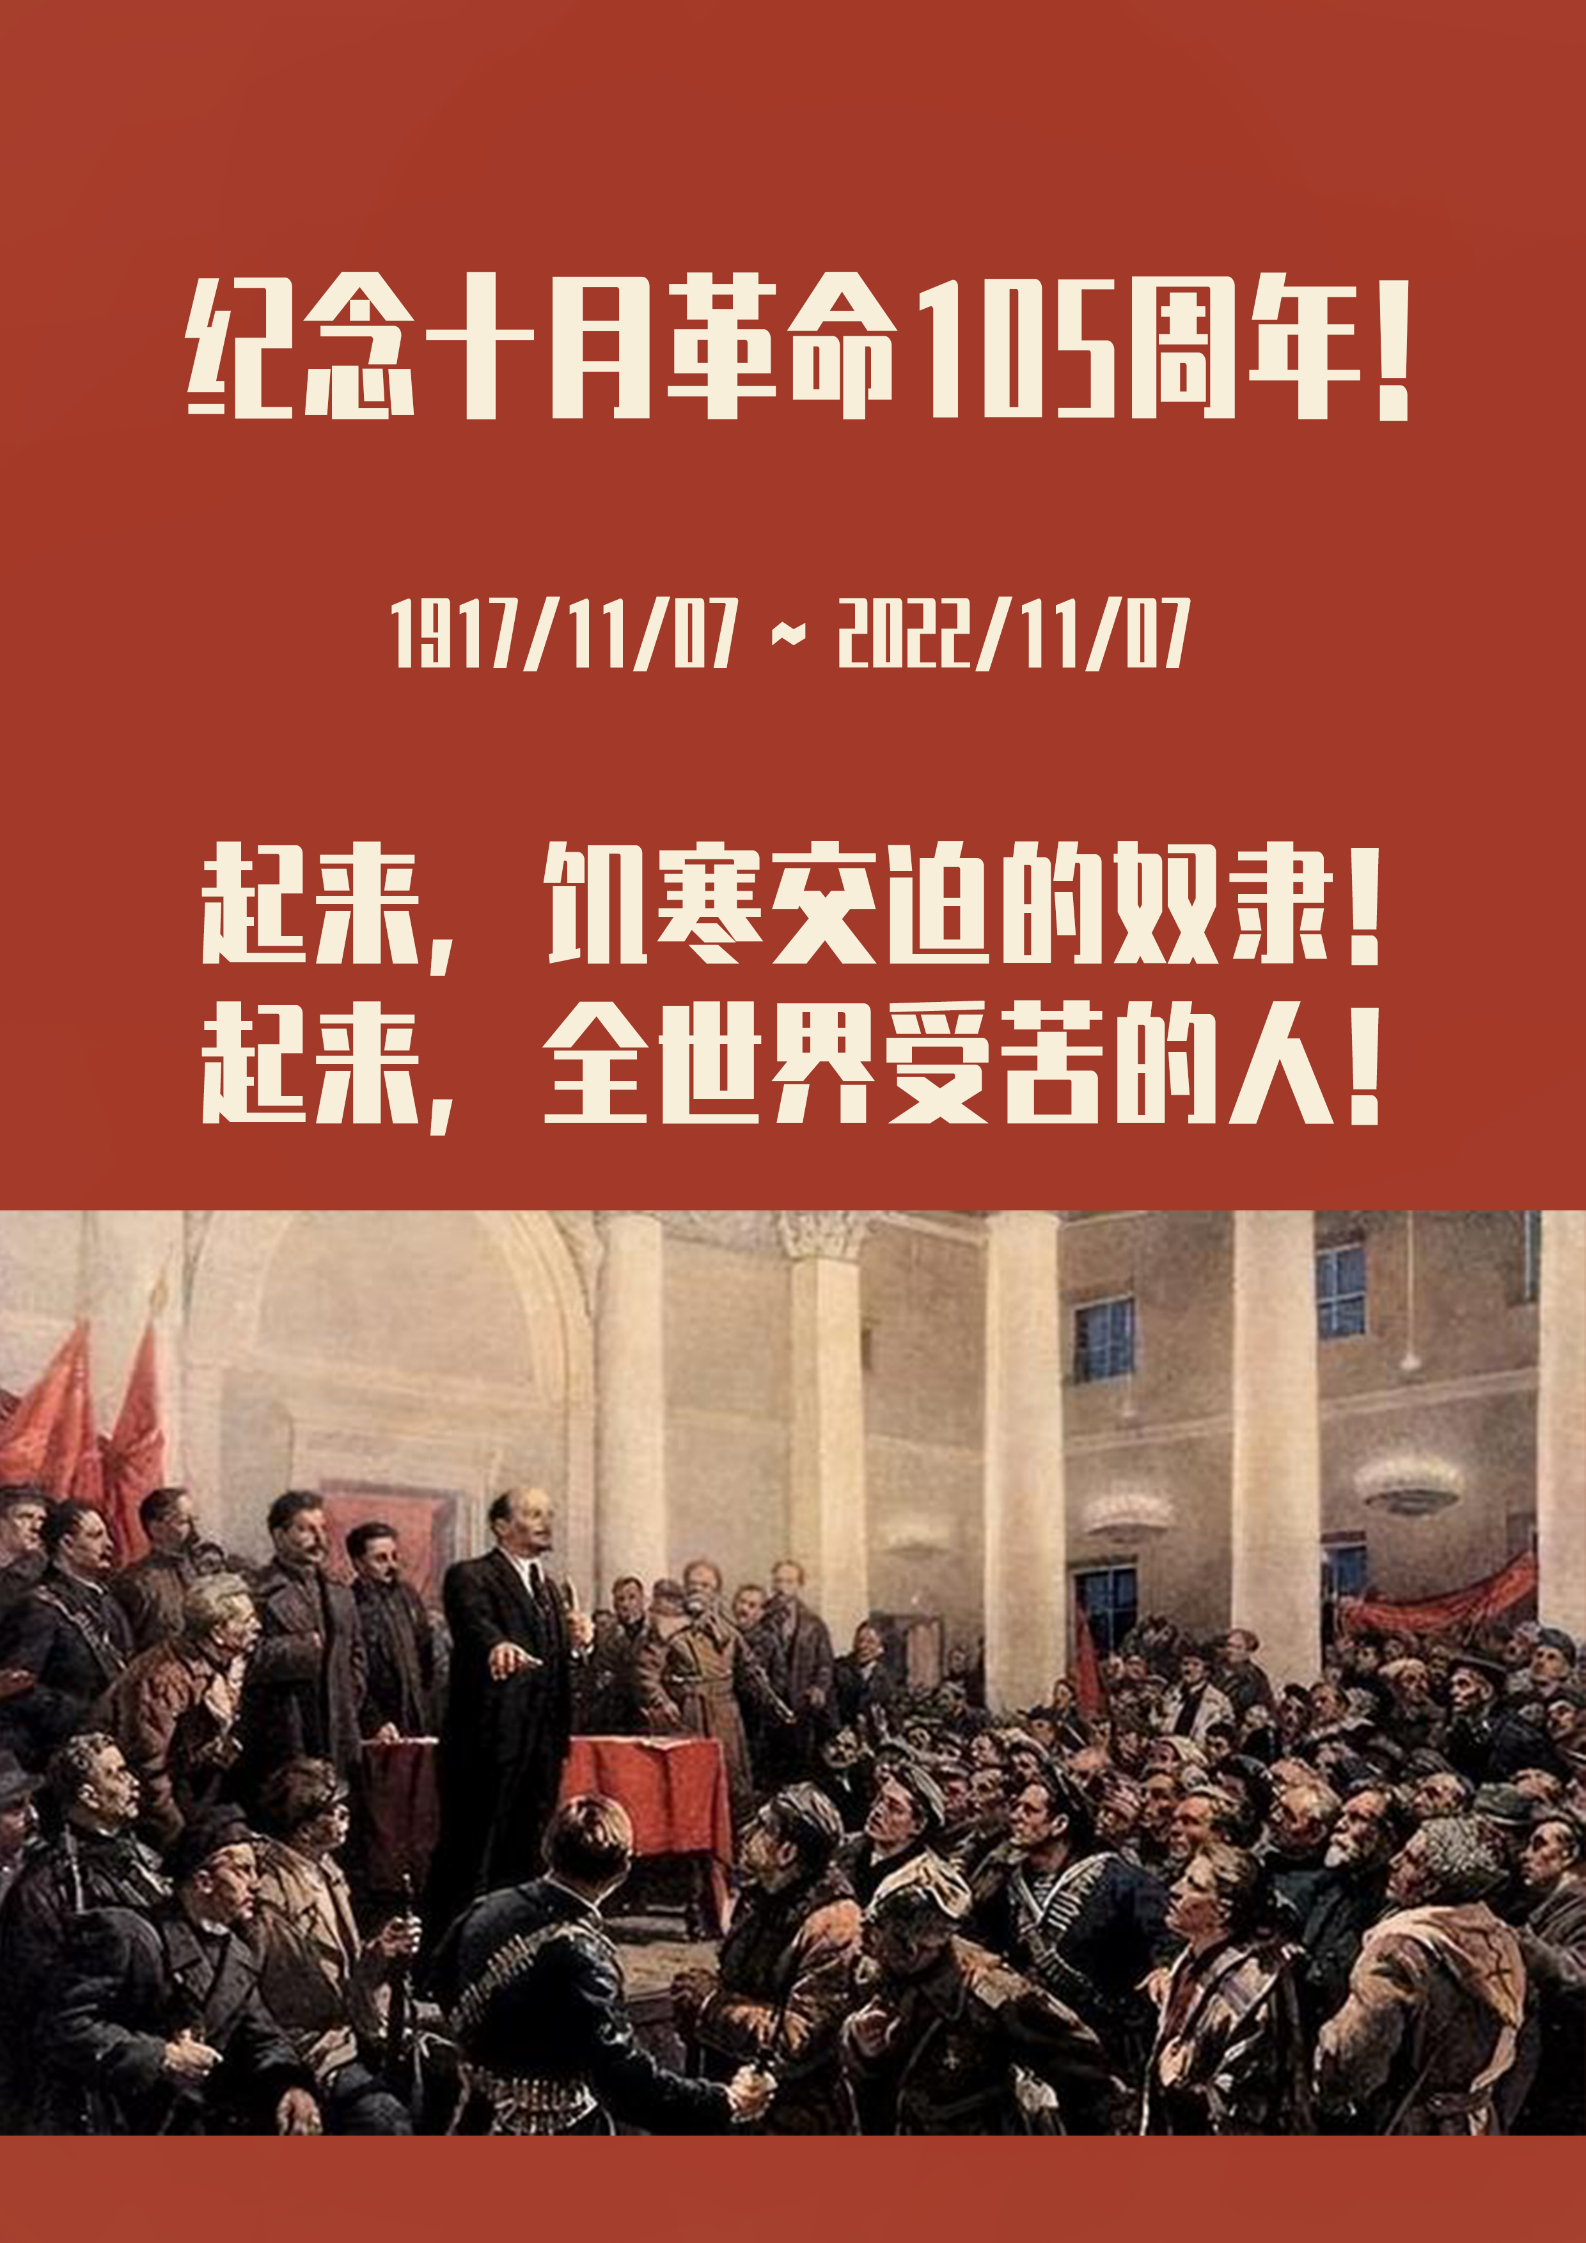 纪念十月革命105周年!
1917/11/07 ~ 2022/11/07
起来, 饥寒交迫的奴隶!
起来, 全世界受苦的人!